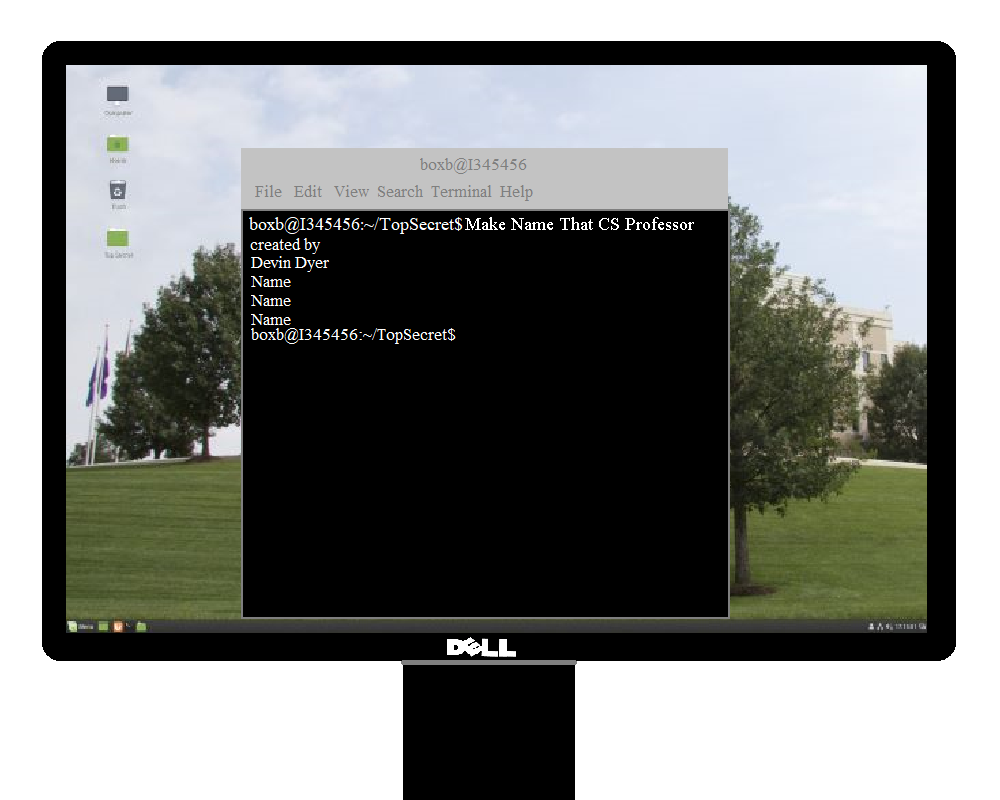 Computer
Home
Trash
Top Secret
boxb@I345456
File Edit View Search Terminal Help
boxb@I345456:~/TopSecret$Make Name That CS Professor
created by
Devin Dyer
Name
Name
Name
boxb@I345456:~/TopSecret$
Menu
DELL